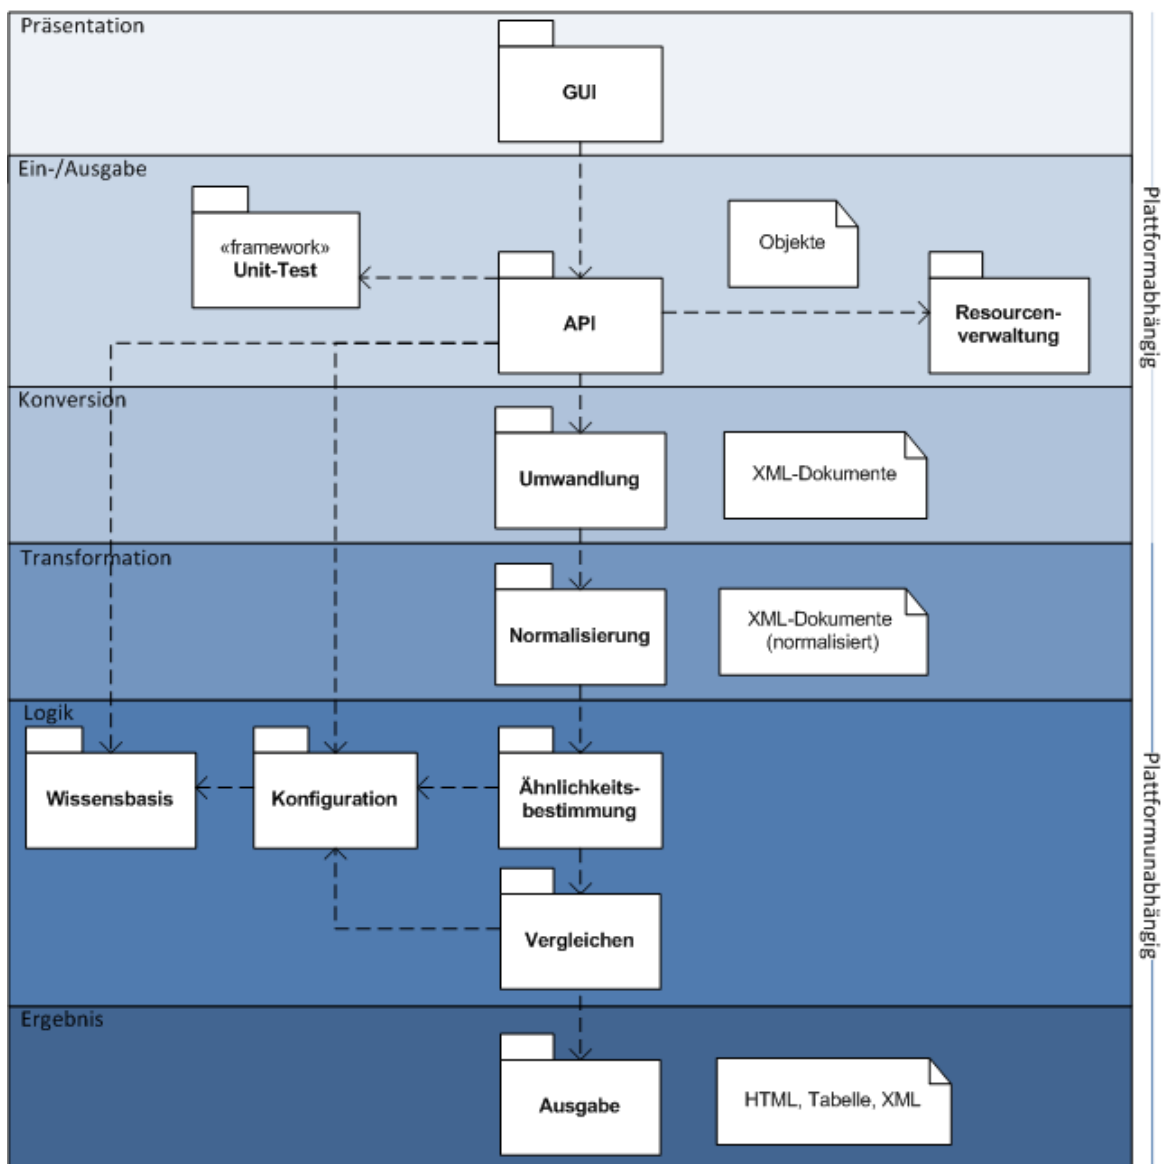 Präsentation
GUI
Ein-/Ausgabe
«framework»
Unit-Test
Objekte
API
Resourcen-
verwaltung
Plattformabhängig
Konversion
Umwandlung
XML-Dokumente
Transformation
Normalisierung
XML-Dokumente
(normalisiert)
Logik
Wissensbasis
Konfiguration
Ähnlichkeits-
bestimmung
Vergleichen
Plattformunabhängig
Ergebnis
Ausgabe
HTML, Tabelle, XML